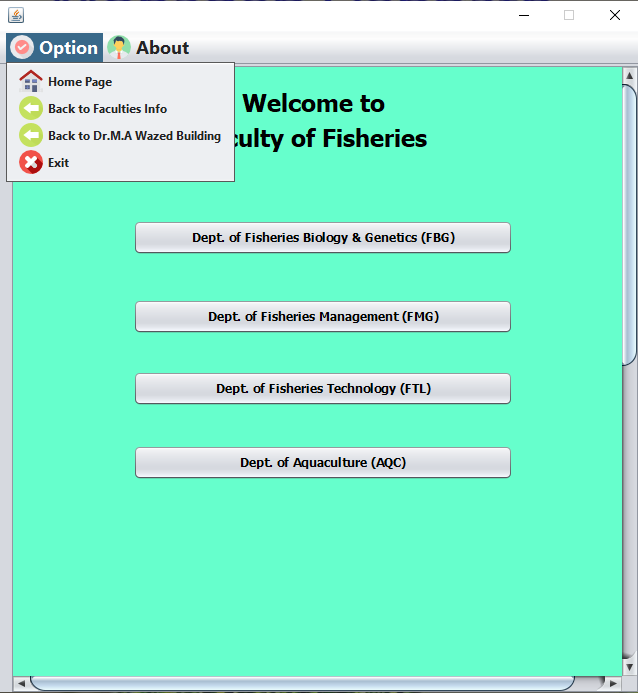 Option About
Home Page
Back to Faculties Info
Back to Dr.M.A Wazed Building
Exit
Welcome to
culty of Fisheries
Dept. of Fisheries Biology & Genetics (FBG)
Dept. of Fisheries Management (FMG)
Dept. of Fisheries Technology (FTL)
Dept. of Aquaculture (AQC)